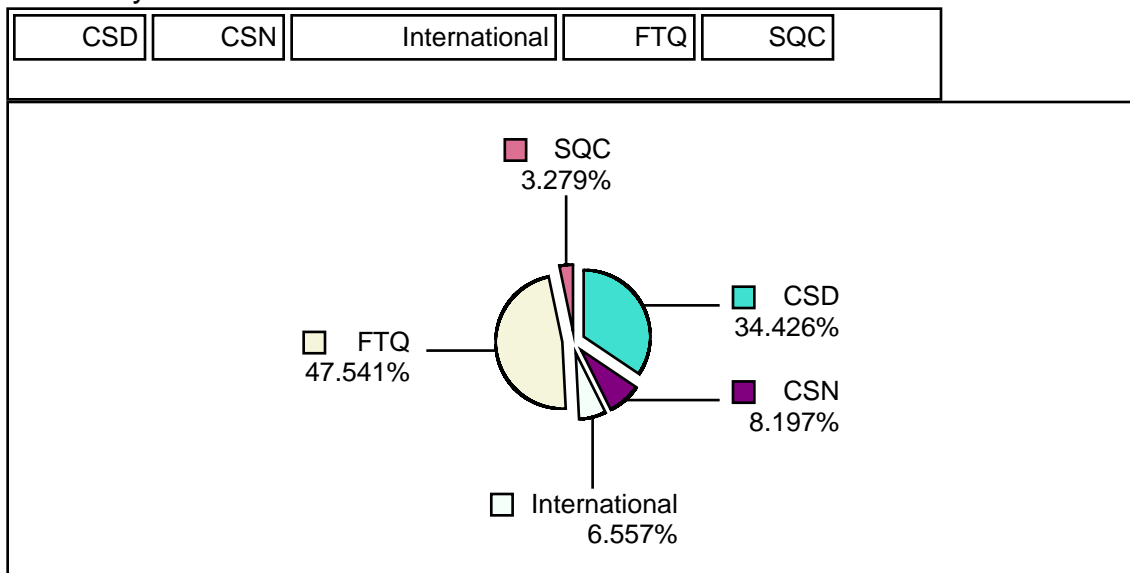 CSD CSN International FTQ SQC
SQC
3.279%
CSD
34.426%
FTQ
47.541%
CSN
8.197%
International
6.557%